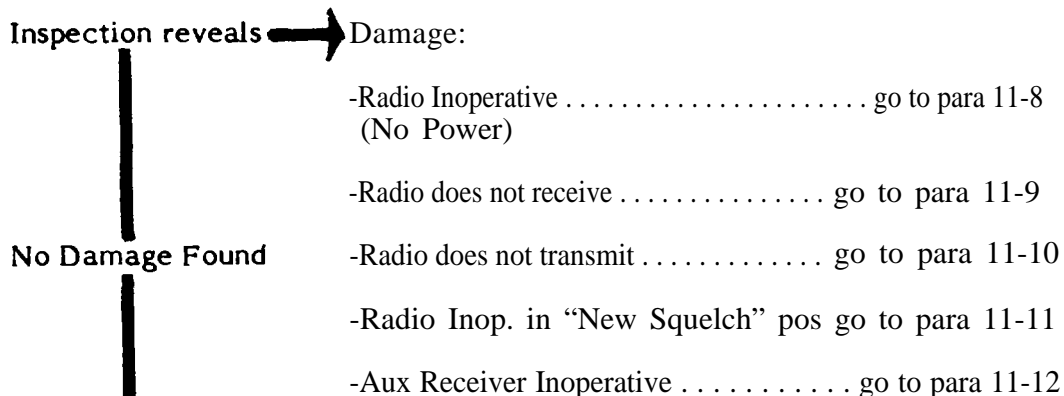 Inspection reveals Damage:
-Radio Inoperative . . . . . . . . . . . . . . . . . . . . . . go to para 11-8
(No Power)
-Radio does not receive . . . . . . . . . . . . . . . go to para 11-9
No Damage Found -Radio does not transmit . . . . . . . . . . . . . go to para 11-10
-Radio Inop. in “New Squelch” pos go to para 11-11
-Aux Receiver Inoperative . . . . . . . . . . . go to para 11-12